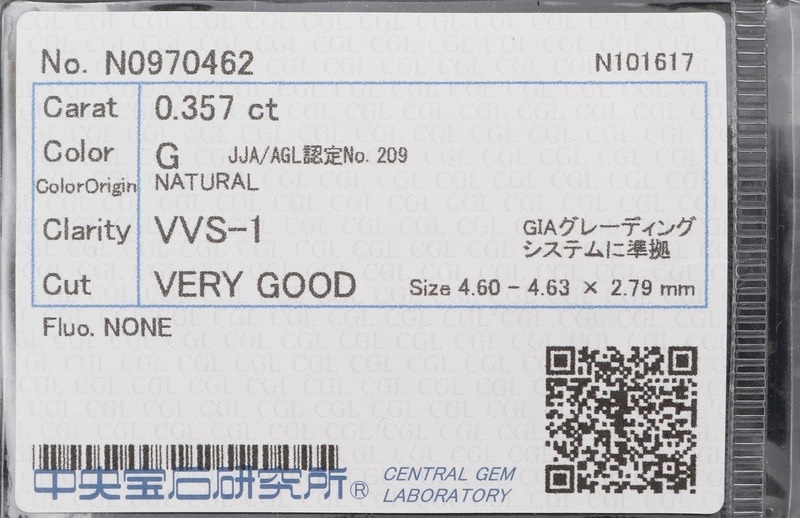 No. N0970462 N101617
Carat 0.357 ct
Color G JJA/AGL認定No. 209
ColorOrigin NATURAL
Clarity VVS-1 GIAグレーディング
システムに準拠
Cut VERY GOOD Size 4.60 - 4.63 × 2.79 mm
Fluo. NONE
中央宝石研究所® CENTRAL GEM
LABORATORY